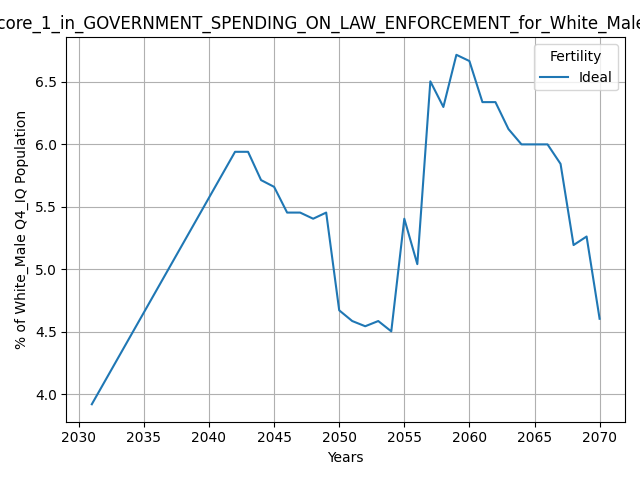 core_1_in_GOVERNMENT_SPENDING_ON_LAW_ENFORCEMENT_for_White_Male
Fertility
Ideal
% of White_Male Q4_IQ Population
6.5
6.0
5.5
5.0
4.5
4.0
2030 2035 2040 2045 2050 2055 2060 2065 2070
Years